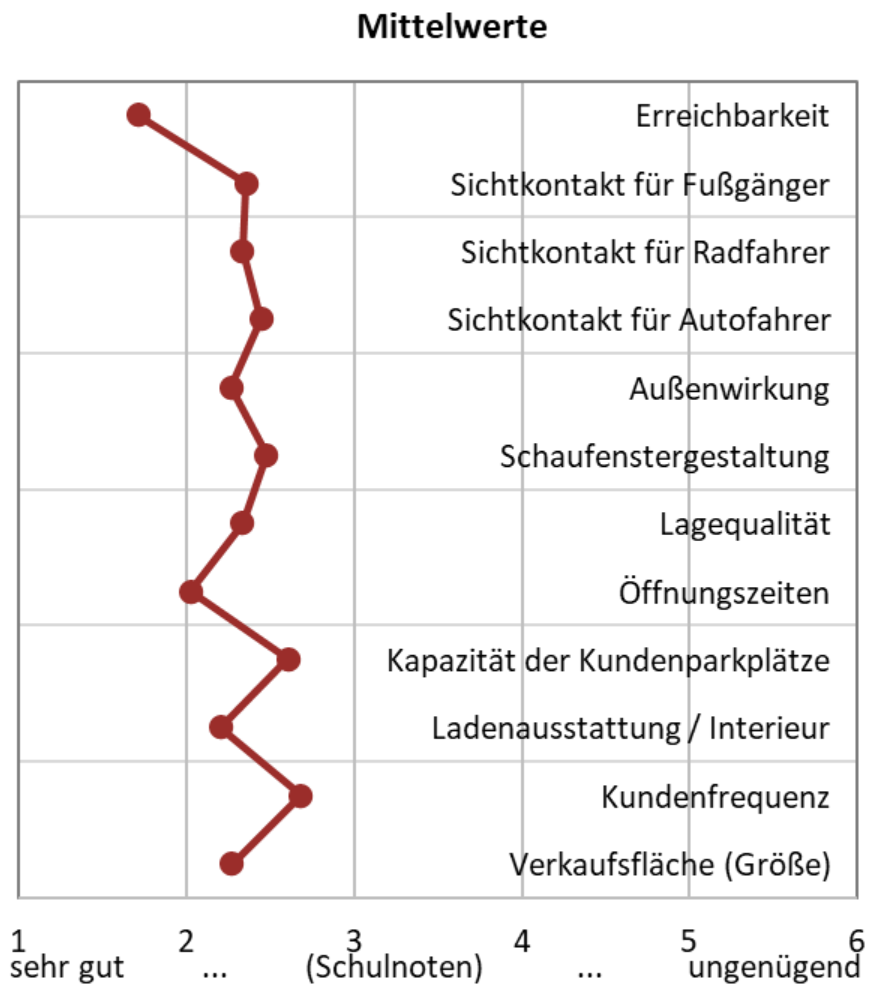 Mittelwerte
Erreichbarkeit
Sichtkontakt für Fußgänger
Sichtkontakt für Radfahrer
Sichtkontakt für Autofahrer
Außenwirkung
Schaufenstergestaltung
Lagequalität
Öffnungszeiten
Kapazität der Kundenparkplätze
Ladenausstattung / Interieur
Kundenfrequenz
Verkaufsfläche (Größe)
1 2 3 4 5 6
sehr gut ... (Schulnoten) ... ungenügend